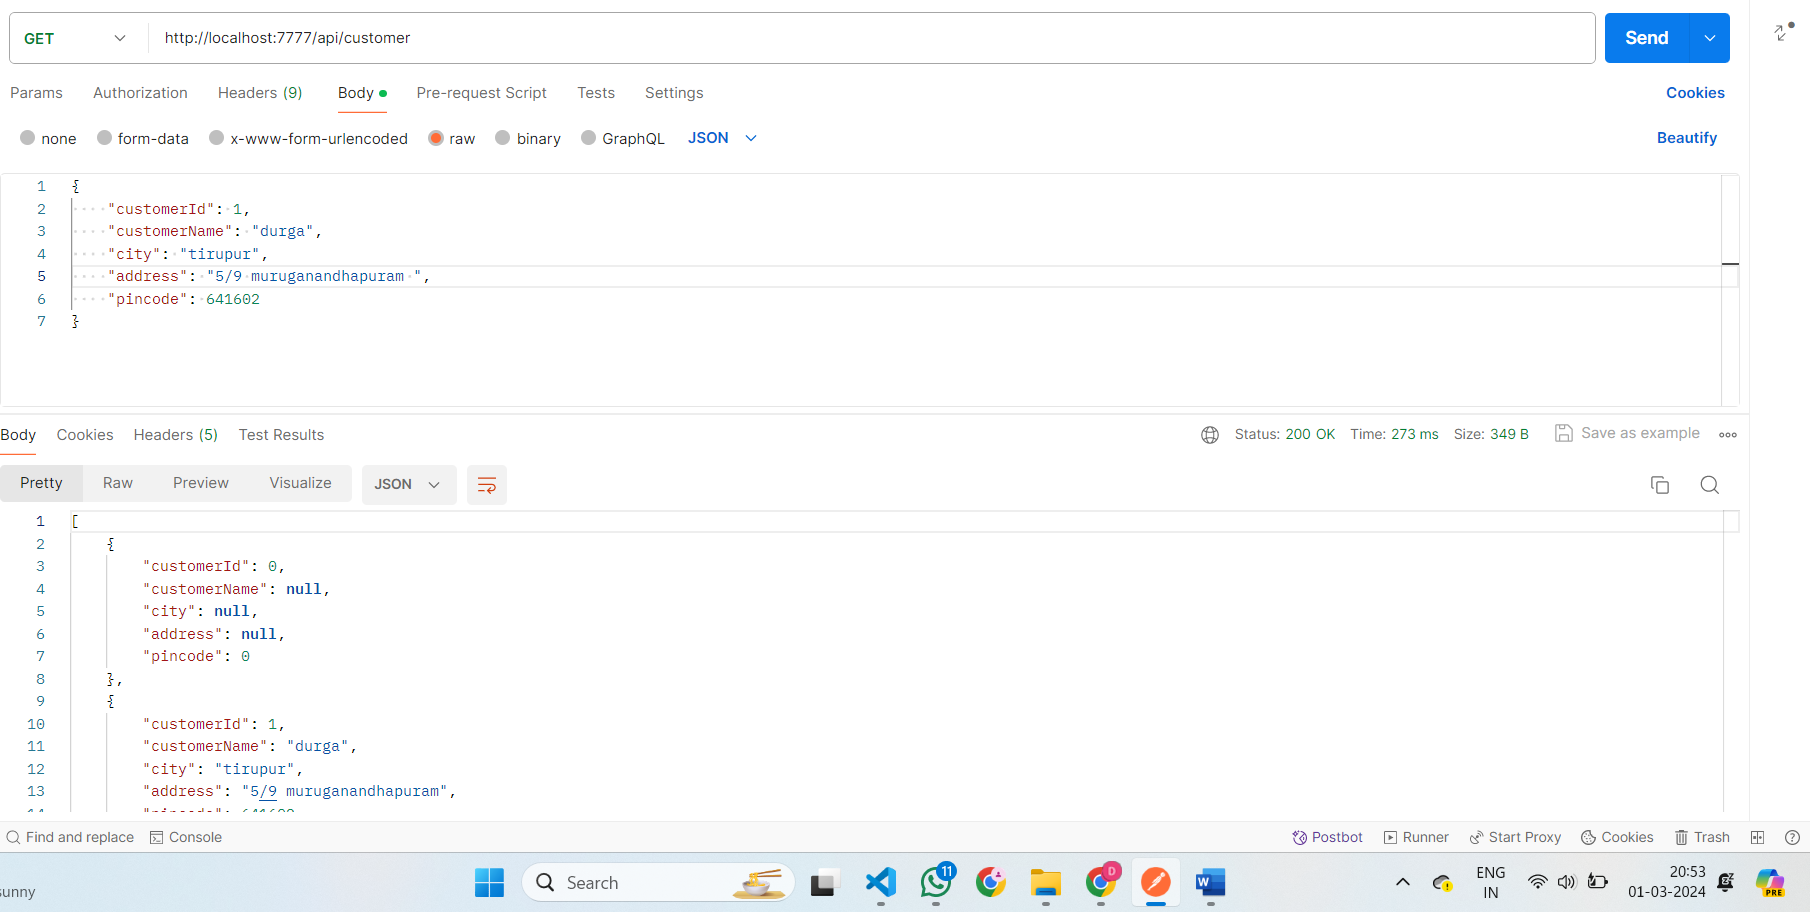 GET http://localhost:7777/api/customer Send
Params Authorization Headers (9) Body Pre-request Script Tests Settings Cookies
none form-data x-www-form-urlencoded raw binary GraphQL JSON Beautify
1 {
2 "customerId": 1,
3 "customerName": "durga",
4 "city": "tirupur",
5 "address": "5/9 muruganandhapuram ",
6 "pincode": 641602
7 }
Body Cookies Headers (5) Test Results Status: 200 OK Time: 273 ms Size: 349 B Save as example
Pretty Raw Preview Visualize JSON
1 [
2 {
3 "customerId": 0,
4 "customerName": null,
5 "city": null,
6 "address": null,
7 "pincode": 0
8 },
9 {
10 "customerId": 1,
11 "customerName": "durga",
12 "city": "tirupur",
13 "address": "5/9 muruganandhapuram",
14 "pincode": 641602
Find and replace Console Postbot Runner Start Proxy Cookies Trash
Search 11 D W ENG 20:53
sunny IN 01-03-2024 PRE